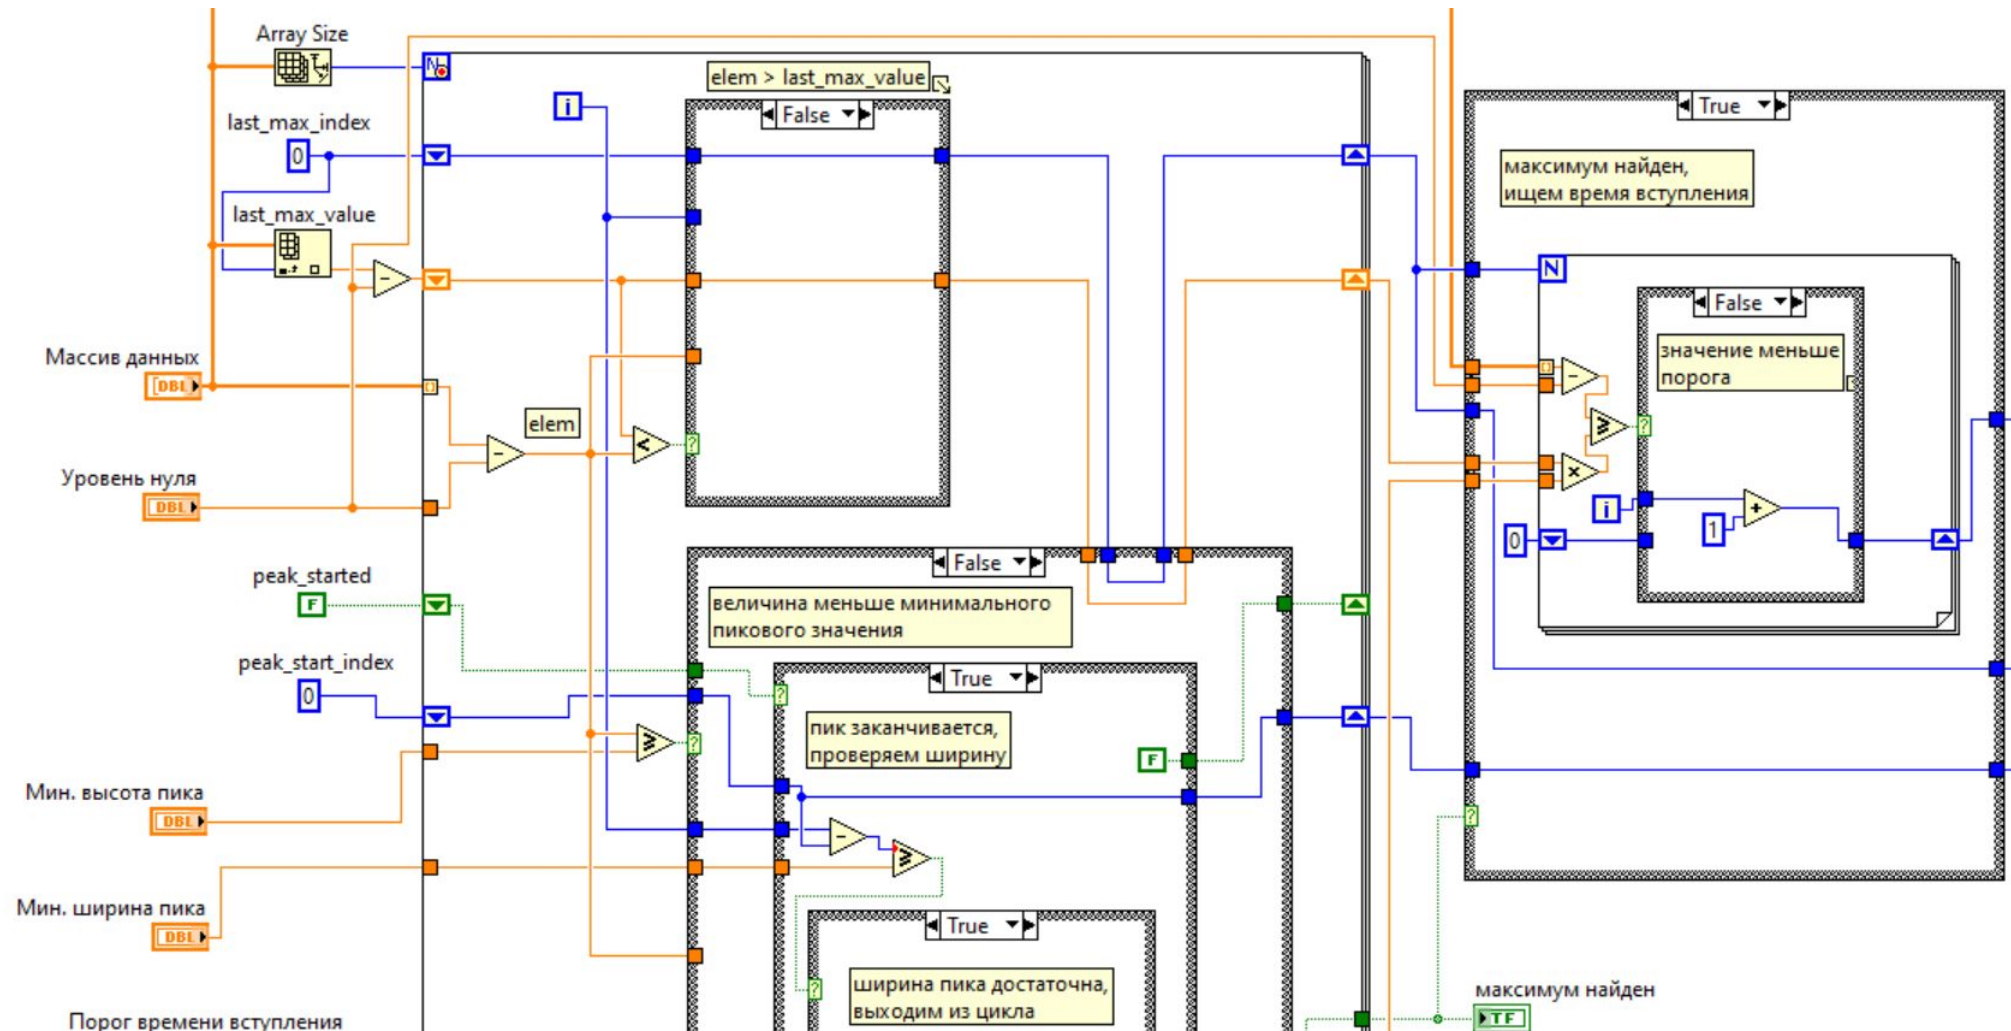 Array Size
N
elem > last_max_value
i
False
True
last_max_index
0
максимум найден,
ищем время вступления
last_max_value
N
False
значение меньше
порога
Массив данных
[DBL]
elem
Уровень нуля
DBL
i
1
0
False
peak_started
F
величина меньше минимального
пикового значения
peak_start_index
0
True
пик заканчивается,
проверяем ширину
F
Мин. высота пика
DBL
Мин. ширина пика
DBL
True
ширина пика достаточна,
выходим из цикла
максимум найден
TF
Порог времени вступления